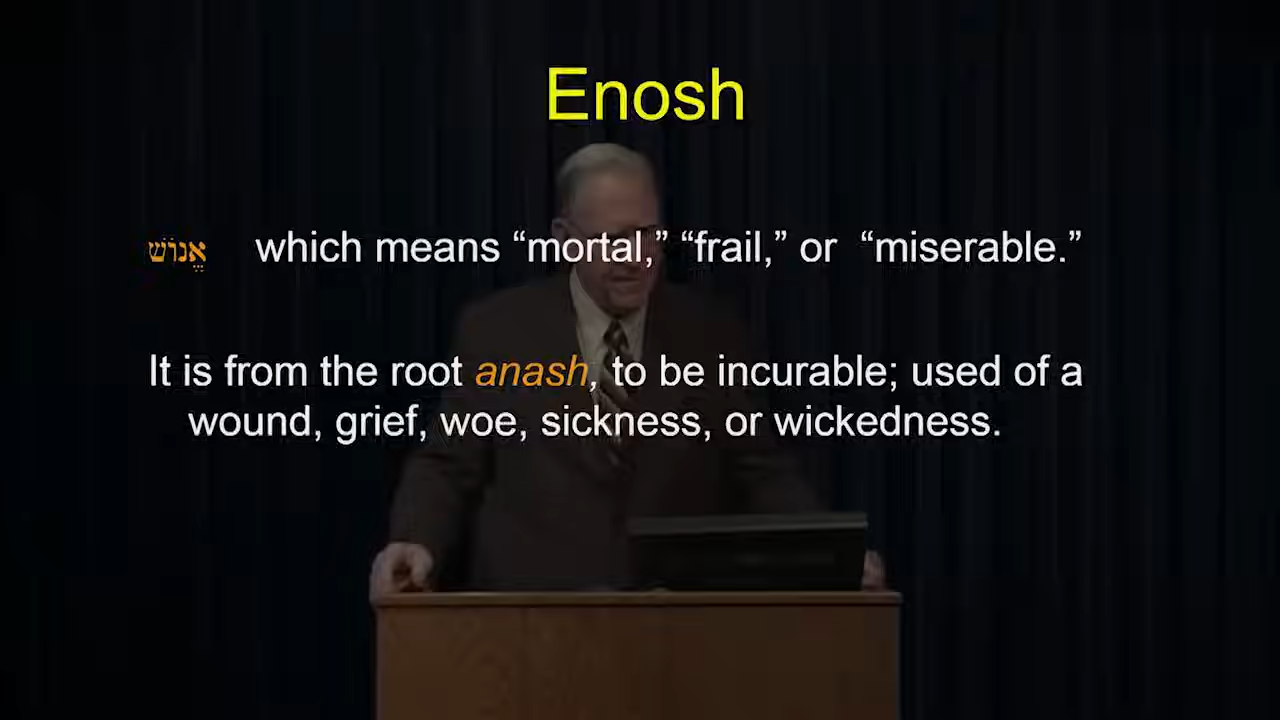 Enosh
אֱנוֹשׁ which means “mortal,” “frail,” or “miserable.”
It is from the root anash, to be incurable; used of a
wound, grief, woe, sickness, or wickedness.